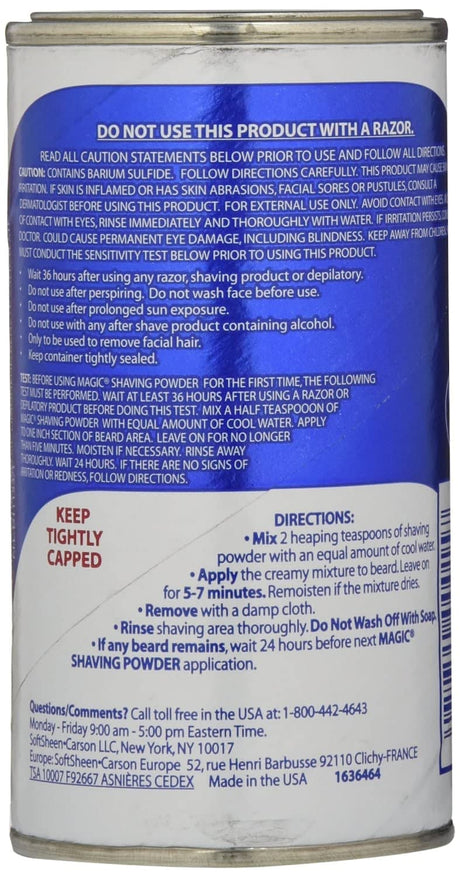 DO NOT USE THIS PRODUCT WITH A RAZOR.
READ ALL CAUTION STATEMENTS BELOW PRIOR TO USE AND FOLLOW ALL DIRECTIONS.
CAUTION: CONTAINS BARIUM SULFIDE. FOLLOW DIRECTIONS CAREFULLY. THIS PRODUCT MAY CAUSE
IRRITATION. IF SKIN IS INFLAMED OR HAS SKIN ABRASIONS, FACIAL SORES OR PUSTULES, CONSULT A
DERMATOLOGIST BEFORE USING THIS PRODUCT. FOR EXTERNAL USE ONLY. AVOID CONTACT WITH EYES.
OF CONTACT WITH EYES, RINSE IMMEDIATELY AND THOROUGHLY WITH WATER. IF IRRITATION PERSISTS,
DOCTOR. COULD CAUSE PERMANENT EYE DAMAGE, INCLUDING BLINDNESS. KEEP AWAY FROM CHILDREN.
MUST CONDUCT THE SENSITIVITY TEST BELOW PRIOR TO USING THIS PRODUCT.
• Wait 36 hours after using any razor, shaving product or depilatory.
• Do not use after perspiring. Do not wash face before use.
• Do not use after prolonged sun exposure.
• Do not use with any after shave product containing alcohol.
• Only to be used to remove facial hair.
• Keep container tightly sealed.
TEST: BEFORE USING MAGIC® SHAVING POWDER FOR THE FIRST TIME, THE FOLLOWING
TEST MUST BE PERFORMED. WAIT AT LEAST 36 HOURS AFTER USING A RAZOR OR
DEPILATORY PRODUCT BEFORE DOING THIS TEST. MIX A HALF TEASPOOON OF
MAGIC® SHAVING POWDER WITH EQUAL AMOUNT OF COOL WATER. APPLY
TO ONE INCH SECTION OF BEARD AREA. LEAVE ON FOR NO LONGER
THAN FIVE MINUTES. MOISTEN IF NECESSARY. RINSE AWAY
THOROUGHLY. WAIT 24 HOURS. IF THERE ARE NO SIGNS OF
IRRITATION OR REDNESS, FOLLOW DIRECTIONS.
KEEP
TIGHTLY
CAPPED
DIRECTIONS:
• Mix 2 heaping teaspoons of shaving
powder with an equal amount of cool water.
• Apply the creamy mixture to beard. Leave on
for 5-7 minutes. Remoisten if the mixture dries.
• Remove with a damp cloth.
• Rinse shaving area thoroughly. Do Not Wash Off With Soap.
• If any beard remains, wait 24 hours before next MAGIC®
SHAVING POWDER application.
Questions/Comments? Call toll free in the USA at: 1-800-442-4643
Monday - Friday 9:00 am - 5:00 pm Eastern Time.
SoftSheen•Carson LLC, New York, NY 10017
Europe: SoftSheen•Carson Europe 52, rue Henri Barbusse 92110 Clichy-FRANCE
TSA 10007 F92667 ASNIÈRES CEDEX Made in the USA 1636464